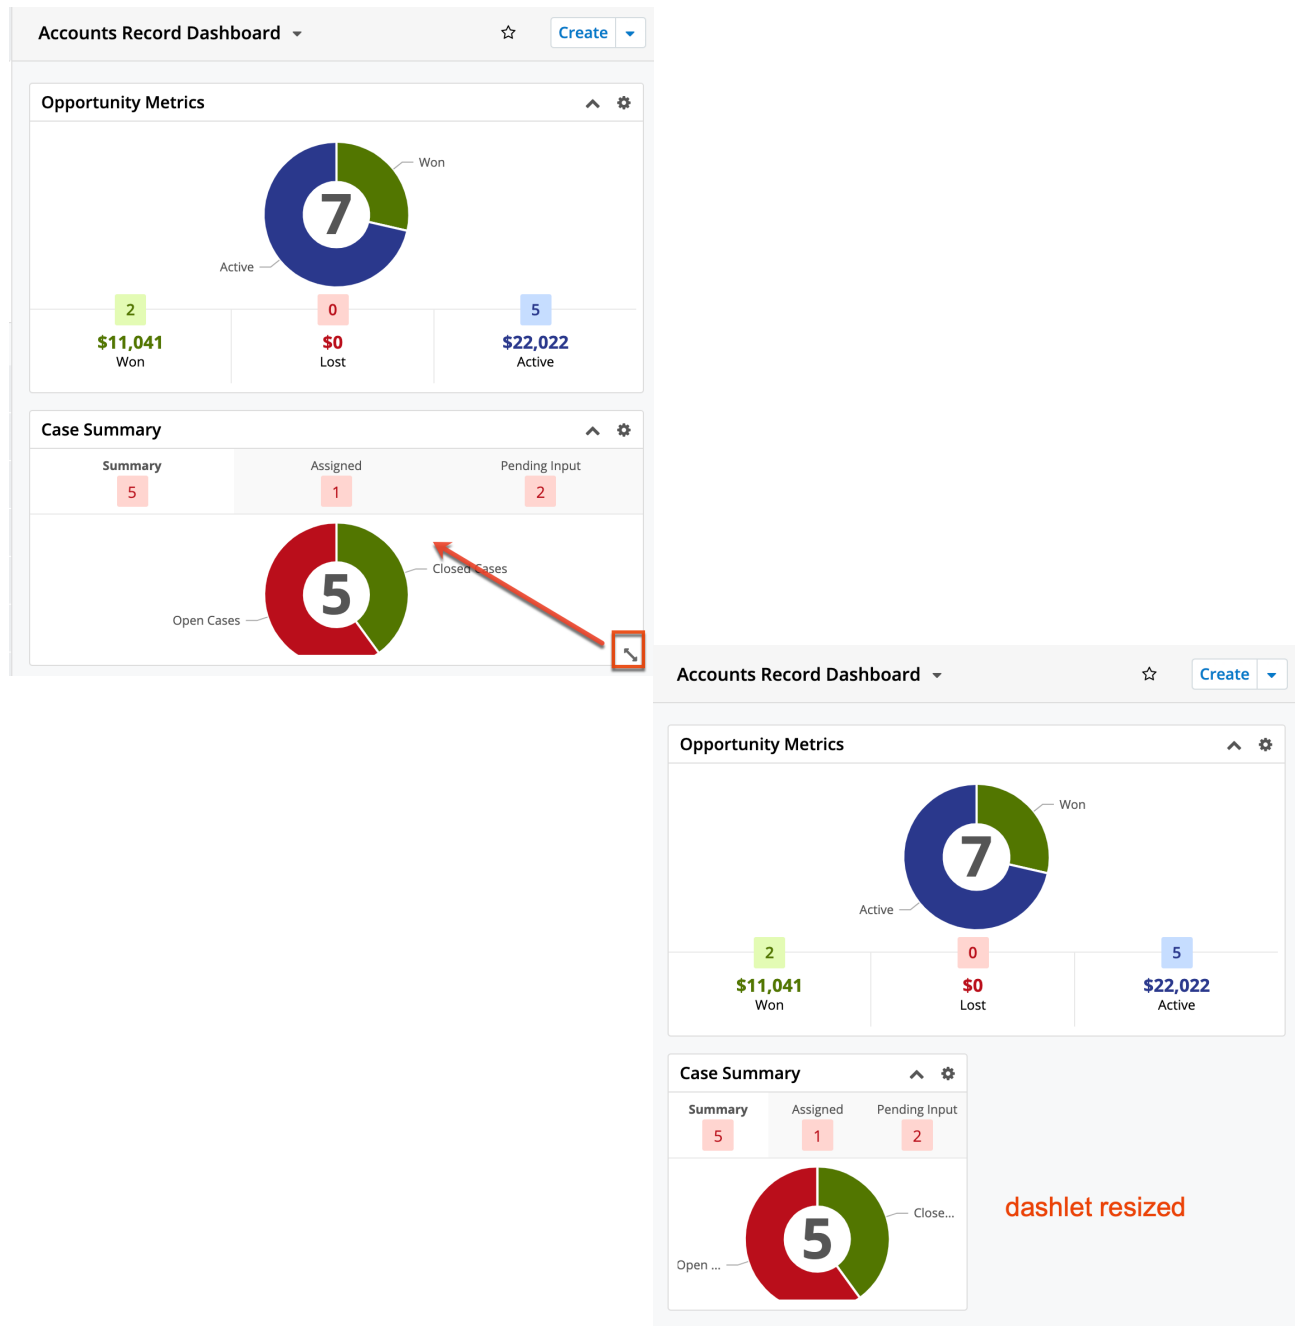 Accounts Record Dashboard
Create
Opportunity Metrics
7
Won
Active
2
0
5
$11,041
$0
$22,022
Won
Lost
Active
Case Summary
Summary
Assigned
Pending Input
5
1
2
5
Closed Cases
Open Cases
Accounts Record Dashboard
Create
Opportunity Metrics
7
Won
Active
2
0
5
$11,041
$0
$22,022
Won
Lost
Active
Case Summary
Summary
Assigned
Pending Input
5
1
2
5
Close...
Open ...
dashlet resized